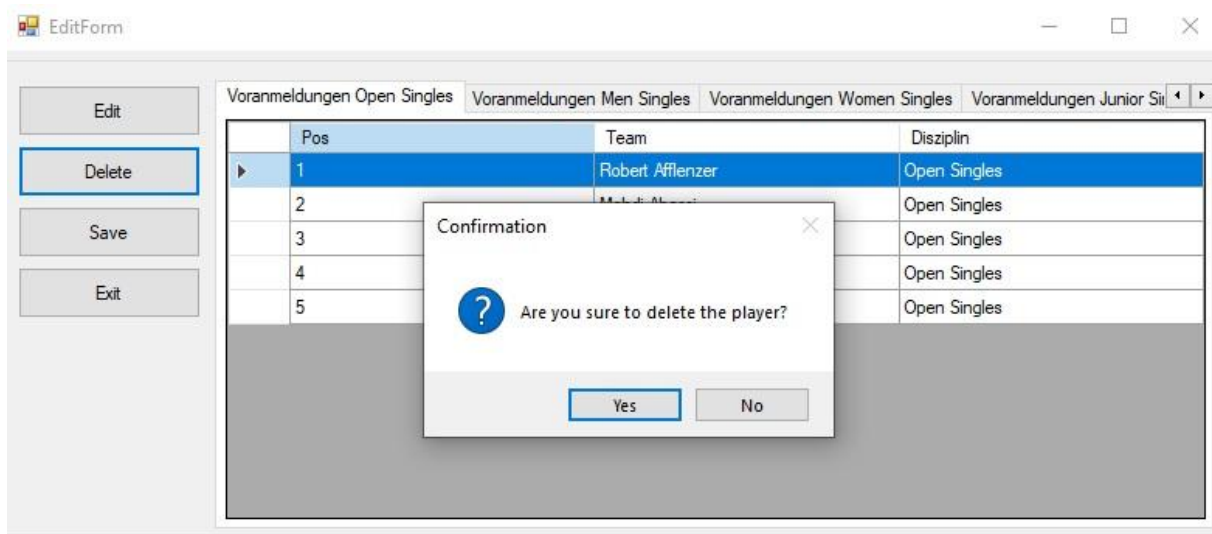 EditForm
Edit
Delete
Save
Exit
Voranmeldungen Open Singles Voranmeldungen Men Singles Voranmeldungen Women Singles Voranmeldungen Junior
Pos Team Disziplin
1 Robert Afflenzer Open Singles
2 Open Singles
3 Open Singles
4 Open Singles
5 Open Singles
Confirmation
Are you sure to delete the player?
Yes No